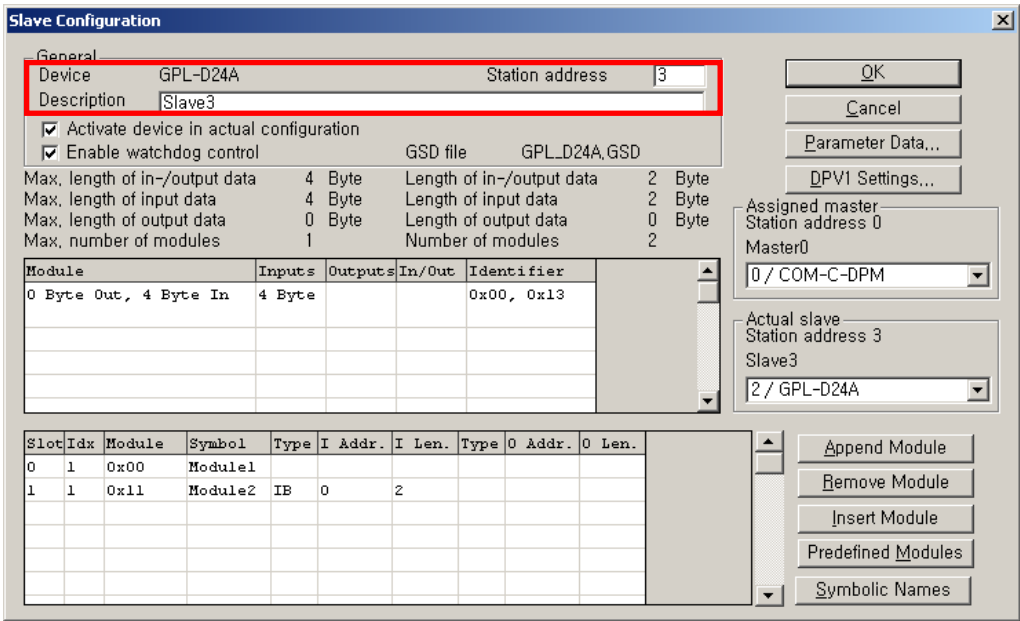 Slave Configuration
General
Device GPL-D24A Station address 3
Description Slave3
Activate device in actual configuration
Enable watchdog control GSD file GPL_D24A.GSD
Max. length of in-/output data 4 Byte Length of in-/output data 2 Byte
Max. length of input data 4 Byte Length of input data 2 Byte
Max. length of output data 0 Byte Length of output data 0 Byte
Max. number of modules 1 Number of modules 2
Module Inputs Outputs In/Out Identifier
0 Byte Out, 4 Byte In 4 Byte 0x00, 0x13
Slot Idx Module Symbol Type I Addr. I Len. Type O Addr. O Len.
0 1 0x00 Module1
1 1 0x11 Module2 IB 0 2
OK
Cancel
Parameter Data...
DPV1 Settings...
Assigned master
Station address 0
Master0
0 / COM-C-DPM
Actual slave
Station address 3
Slave3
2 / GPL-D24A
Append Module
Remove Module
Insert Module
Predefined Modules
Symbolic Names